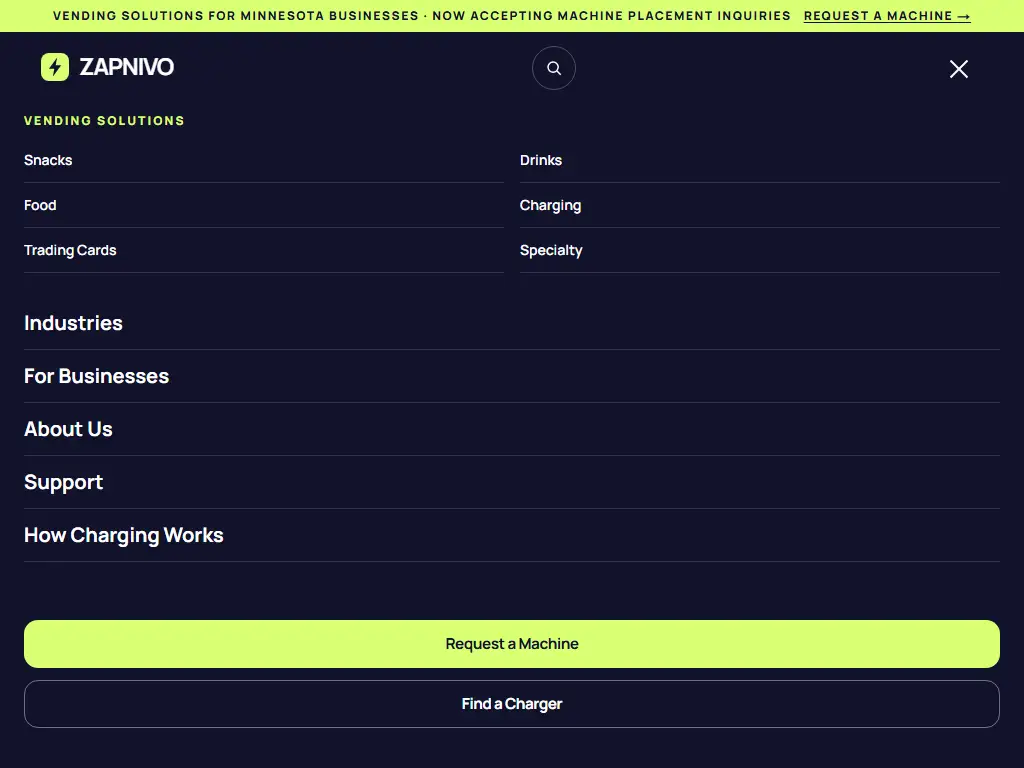 VENDING SOLUTIONS FOR MINNESOTA BUSINESSES · NOW ACCEPTING MACHINE PLACEMENT INQUIRIES REQUEST A MACHINE →
ZAPNIVO
VENDING SOLUTIONS
Snacks
Drinks
Food
Charging
Trading Cards
Specialty
Industries
For Businesses
About Us
Support
How Charging Works
Request a Machine
Find a Charger